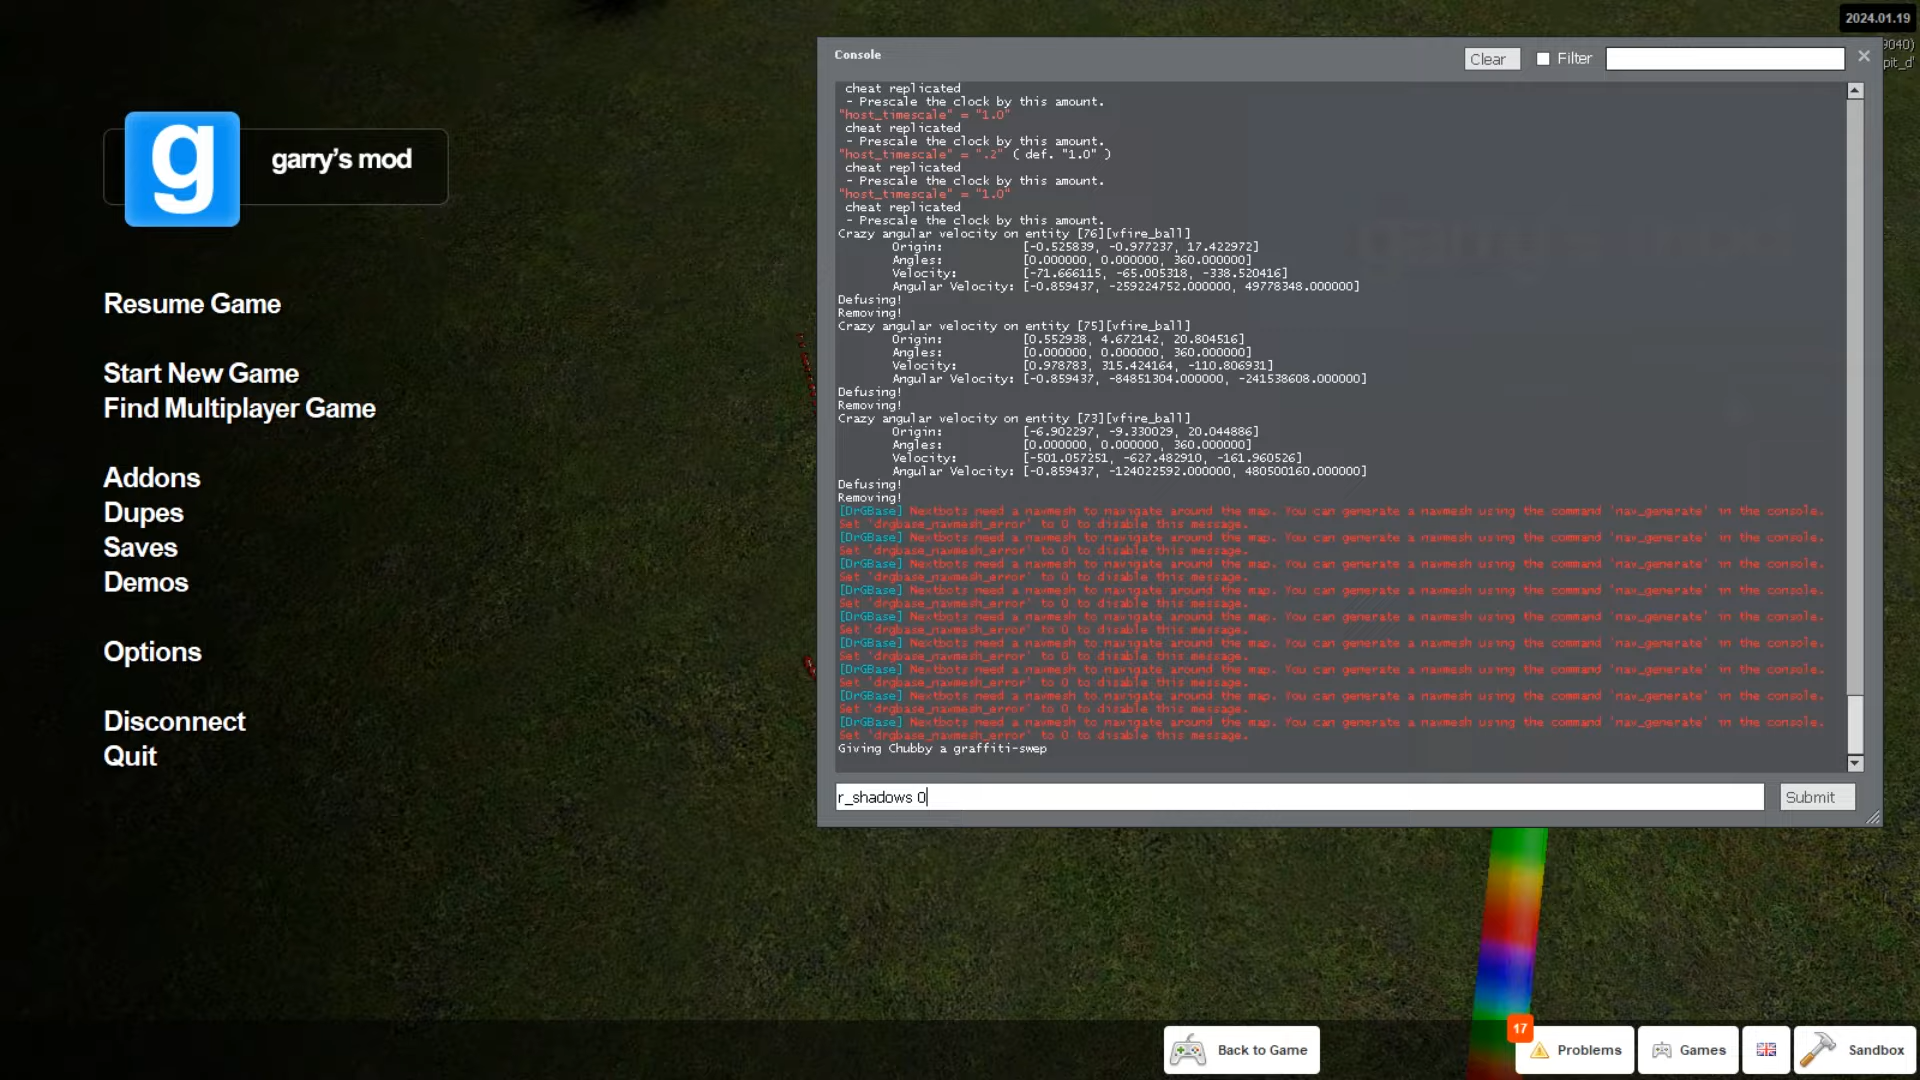 2024.01.19
9040)
pit_d'
g
garry's mod
Resume Game
Start New Game
Find Multiplayer Game
Addons
Dupes
Saves
Demos
Options
Disconnect
Quit
Console
Clear
Filter
cheat replicated
- Prescale the clock by this amount.
"host_timescale" = "1.0"
cheat replicated
- Prescale the clock by this amount.
"host_timescale" = ".2" ( def. "1.0" )
cheat replicated
- Prescale the clock by this amount.
"host_timescale" = "1.0"
cheat replicated
- Prescale the clock by this amount.
Crazy angular velocity on entity [76][vfire_ball]
Origin: [-0.525839, -0.977237, 17.422972]
Angles: [0.000000, 0.000000, 360.000000]
Velocity: [-71.666115, -65.005318, -338.520416]
Angular Velocity: [-0.859437, -259224752.000000, 49778348.000000]
Defusing!
Removing!
Crazy angular velocity on entity [75][vfire_ball]
Origin: [0.552938, 4.672142, 20.804516]
Angles: [0.000000, 0.000000, 360.000000]
Velocity: [0.978783, 315.424164, -110.806931]
Angular Velocity: [-0.859437, -84851304.000000, -241538608.000000]
Defusing!
Removing!
Crazy angular velocity on entity [73][vfire_ball]
Origin: [-6.902297, -9.330029, 20.044886]
Angles: [0.000000, 0.000000, 360.000000]
Velocity: [-501.057251, -627.482910, -161.960526]
Angular Velocity: [-0.859437, -124022592.000000, 480500160.000000]
Defusing!
Removing!
[DrGBase] Nextbots need a navmesh to navigate around the map. You can generate a navmesh using the command 'nav_generate' in the console.
Set 'drgbase_navmesh_error' to 0 to disable this message.
[DrGBase] Nextbots need a navmesh to navigate around the map. You can generate a navmesh using the command 'nav_generate' in the console.
Set 'drgbase_navmesh_error' to 0 to disable this message.
[DrGBase] Nextbots need a navmesh to navigate around the map. You can generate a navmesh using the command 'nav_generate' in the console.
Set 'drgbase_navmesh_error' to 0 to disable this message.
[DrGBase] Nextbots need a navmesh to navigate around the map. You can generate a navmesh using the command 'nav_generate' in the console.
Set 'drgbase_navmesh_error' to 0 to disable this message.
[DrGBase] Nextbots need a navmesh to navigate around the map. You can generate a navmesh using the command 'nav_generate' in the console.
Set 'drgbase_navmesh_error' to 0 to disable this message.
[DrGBase] Nextbots need a navmesh to navigate around the map. You can generate a navmesh using the command 'nav_generate' in the console.
Set 'drgbase_navmesh_error' to 0 to disable this message.
[DrGBase] Nextbots need a navmesh to navigate around the map. You can generate a navmesh using the command 'nav_generate' in the console.
Set 'drgbase_navmesh_error' to 0 to disable this message.
[DrGBase] Nextbots need a navmesh to navigate around the map. You can generate a navmesh using the command 'nav_generate' in the console.
Set 'drgbase_navmesh_error' to 0 to disable this message.
[DrGBase] Nextbots need a navmesh to navigate around the map. You can generate a navmesh using the command 'nav_generate' in the console.
Set 'drgbase_navmesh_error' to 0 to disable this message.
Giving Chubby a graffiti-swep
r_shadows 0
Submit
Back to Game
17
Problems
Games
Sandbox